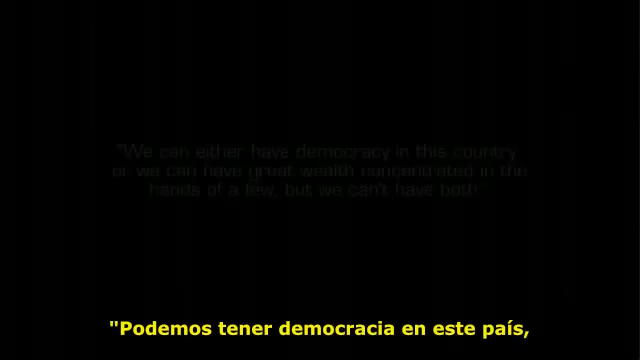 "We can either have democracy in this country
or we can have great wealth concentrated in the
hands of a few, but we can't have both"
"Podemos tener democracia en este país,